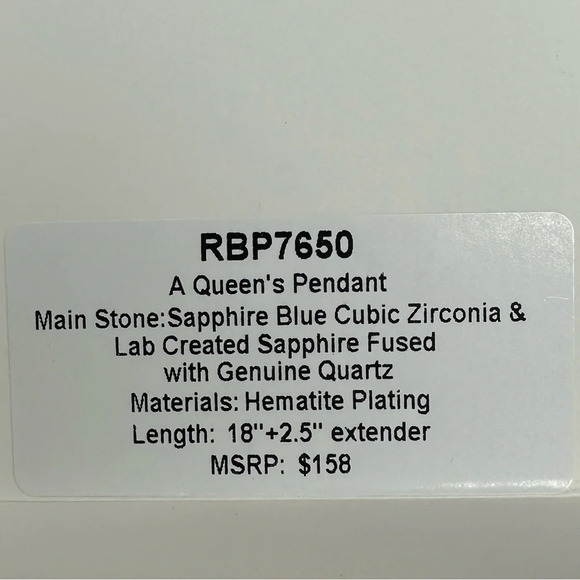 RBP7650
A Queen's Pendant
Main Stone:Sapphire Blue Cubic Zirconia &
Lab Created Sapphire Fused
with Genuine Quartz
Materials: Hematite Plating
Length: 18"+2.5" extender
MSRP: $158